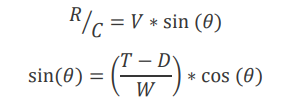 R/C = V * sin (θ)
sin(θ) = ((T − D)/W) * cos (θ)